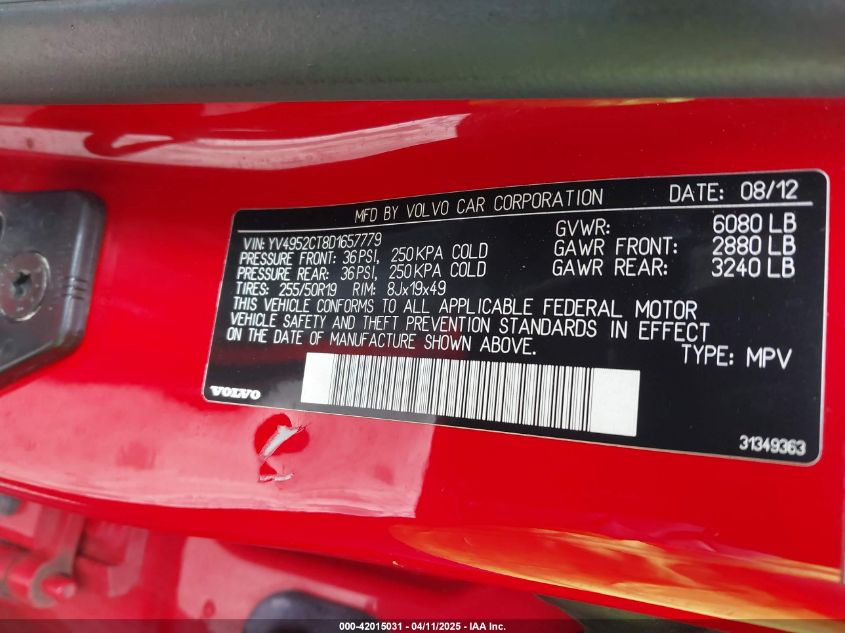 MFD BY VOLVO CAR CORPORATION DATE: 08/12
VIN: YV4952CT8D1657779
PRESSURE FRONT: 36PSI, 250KPA COLD
PRESSURE REAR: 36PSI, 250KPA COLD
TIRES: 255/50R19 RIM: 8Jx19x49
GVWR: 6080 LB
GAWR FRONT: 2880 LB
GAWR REAR: 3240 LB
THIS VEHICLE CONFORMS TO ALL APPLICABLE FEDERAL MOTOR
VEHICLE SAFETY AND THEFT PREVENTION STANDARDS IN EFFECT
ON THE DATE OF MANUFACTURE SHOWN ABOVE.
TYPE: MPV
VOLVO
31349363
000-42015031 - 04/11/2025 - IAA Inc.